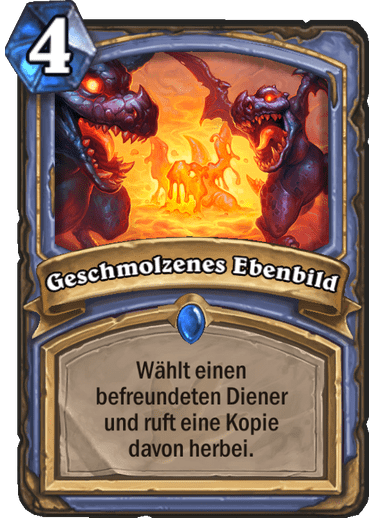 4
Geschmolzenes Ebenbild
Wählt einen
befreundeten Diener
und ruft eine Kopie
davon herbei.